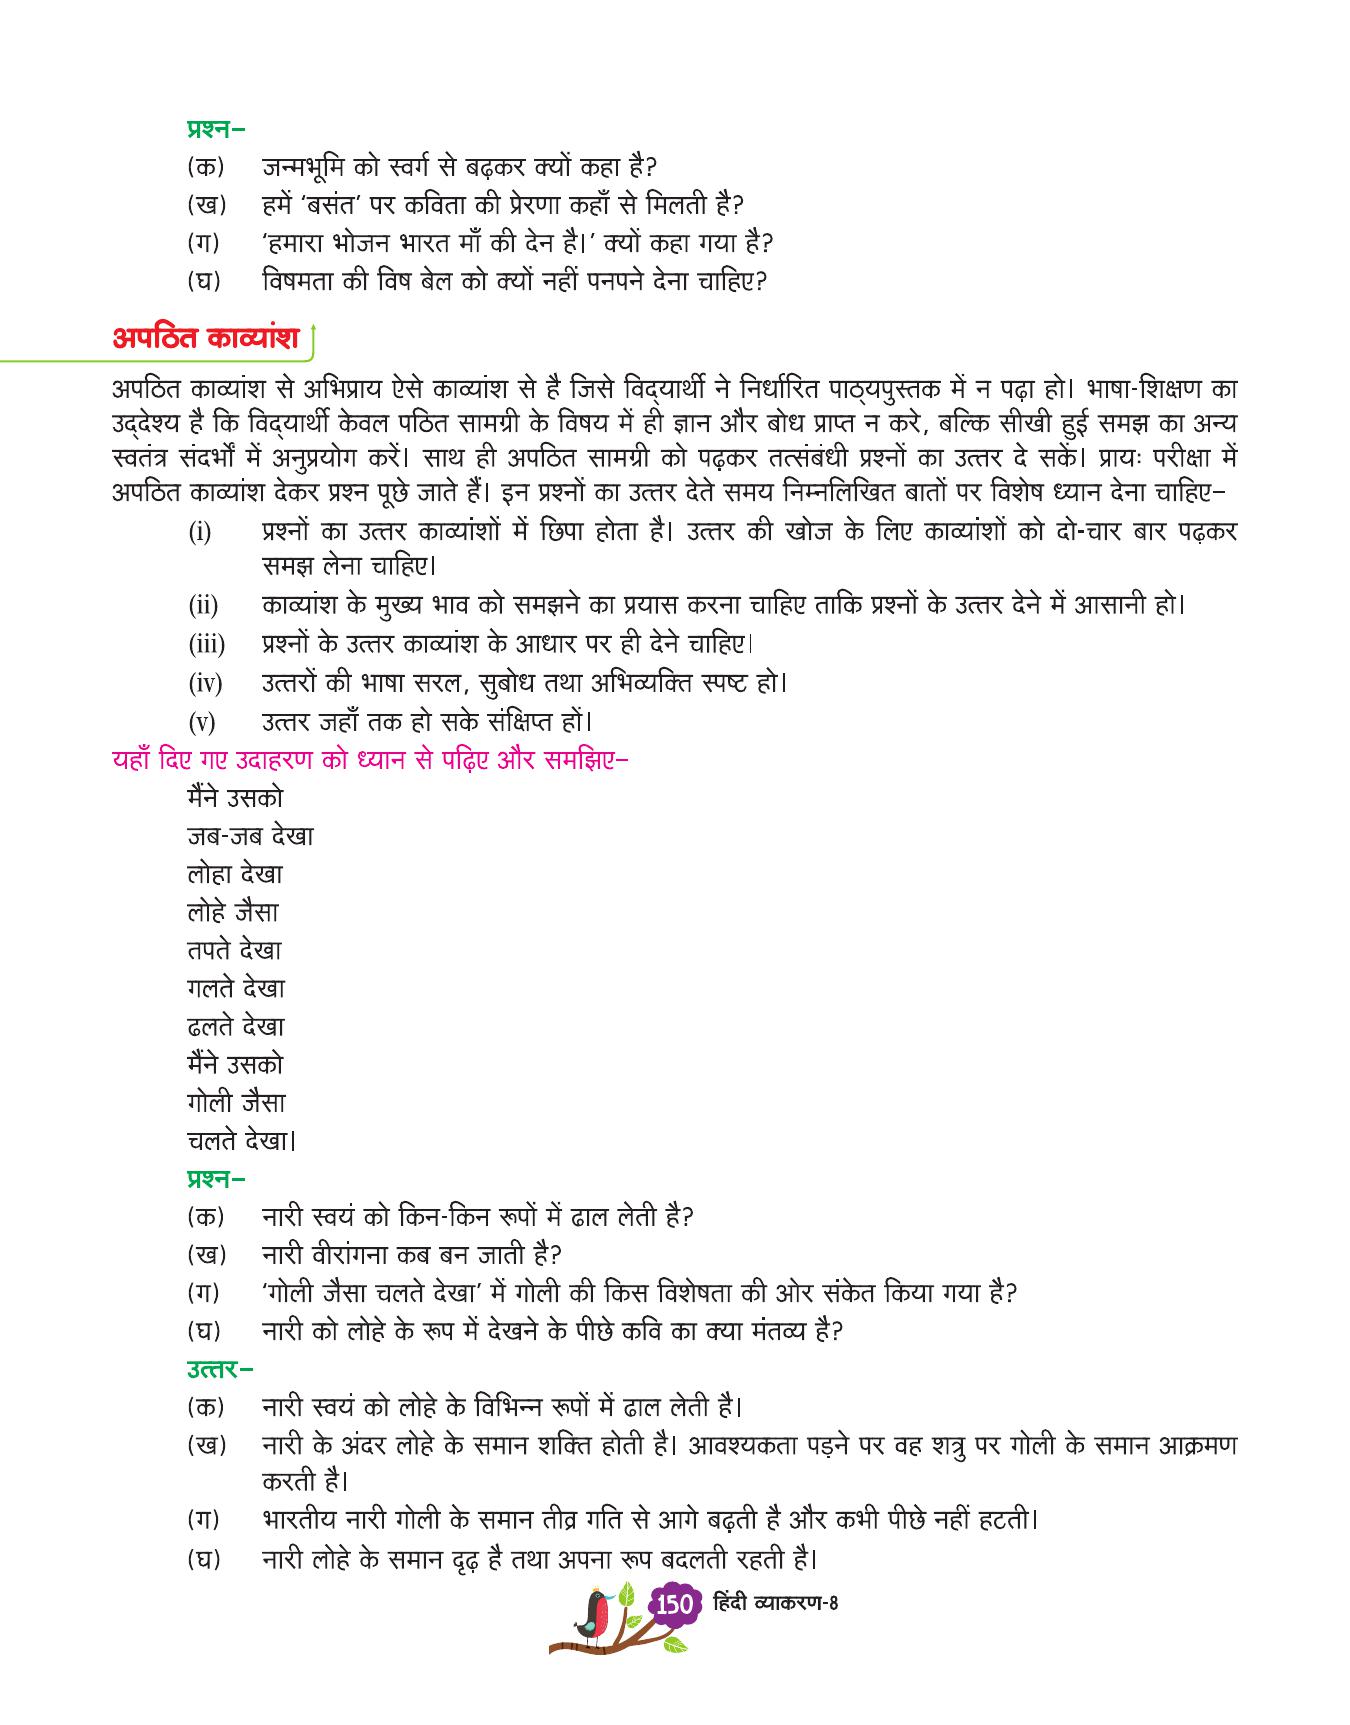 प्रश्न–
(क) जन्मभूमि को स्वर्ग से बढ़कर क्यों कहा है?
(ख) हमें ‘बसंत’ पर कविता की प्रेरणा कहाँ से मिलती है?
(ग) ‘हमारा भोजन भारत माँ की देन है।’ क्यों कहा गया है?
(घ) विषमता की विष बेल को क्यों नहीं पनपने देना चाहिए?
अपठित काव्यांश
अपठित काव्यांश से अभिप्राय ऐसे काव्यांश से है जिसे विद्‌यार्थी ने निर्धारित पाठ्‌यपुस्तक में न पढ़ा हो। भाषा-शिक्षण का
उद्‌देश्य है कि विद्‌यार्थी केवल पठित सामग्री के विषय में ही ज्ञान और बोध प्राप्त न करे, बल्कि सीखी हुई समझ का अन्य
स्वतंत्र संदर्भों में अनुप्रयोग करें। साथ ही अपठित सामग्री को पढ़कर तत्संबंधी प्रश्नों का उत्तर दे सकें। प्रायः परीक्षा में
अपठित काव्यांश देकर प्रश्न पूछे जाते हैं। इन प्रश्नों का उत्तर देते समय निम्नलिखित बातों पर विशेष ध्यान देना चाहिए–
(i) प्रश्नों का उत्तर काव्यांशों में छिपा होता है। उत्तर की खोज के लिए काव्यांशों को दो-चार बार पढ़कर
समझ लेना चाहिए।
(ii) काव्यांश के मुख्य भाव को समझने का प्रयास करना चाहिए ताकि प्रश्नों के उत्तर देने में आसानी हो।
(iii) प्रश्नों के उत्तर काव्यांश के आधार पर ही देने चाहिए।
(iv) उत्तरों की भाषा सरल, सुबोध तथा अभिव्यक्ति स्पष्ट हो।
(v) उत्तर जहाँ तक हो सके संक्षिप्त हों।
यहाँ दिए गए उदाहरण को ध्यान से पढ़िए और समझिए–
मैंने उसको
जब-जब देखा
लोहा देखा
लोहे जैसा
तपते देखा
गलते देखा
ढलते देखा
मैंने उसको
गोली जैसा
चलते देखा।
प्रश्न–
(क) नारी स्वयं को किन-किन रूपों में ढाल लेती है?
(ख) नारी वीरांगना कब बन जाती है?
(ग) ‘गोली जैसा चलते देखा’ में गोली की किस विशेषता की ओर संकेत किया गया है?
(घ) नारी को लोहे के रूप में देखने के पीछे कवि का क्या मंतव्य है?
उत्तर–
(क) नारी स्वयं को लोहे के विभिन्न रूपों में ढाल लेती है।
(ख) नारी के अंदर लोहे के समान शक्ति होती है। आवश्यकता पड़ने पर वह शत्रु पर गोली के समान आक्रमण
करती है।
(ग) भारतीय नारी गोली के समान तीव्र गति से आगे बढ़ती है और कभी पीछे नहीं हटती।
(घ) नारी लोहे के समान दृढ़ है तथा अपना रूप बदलती रहती है।
150 हिंदी व्याकरण-8